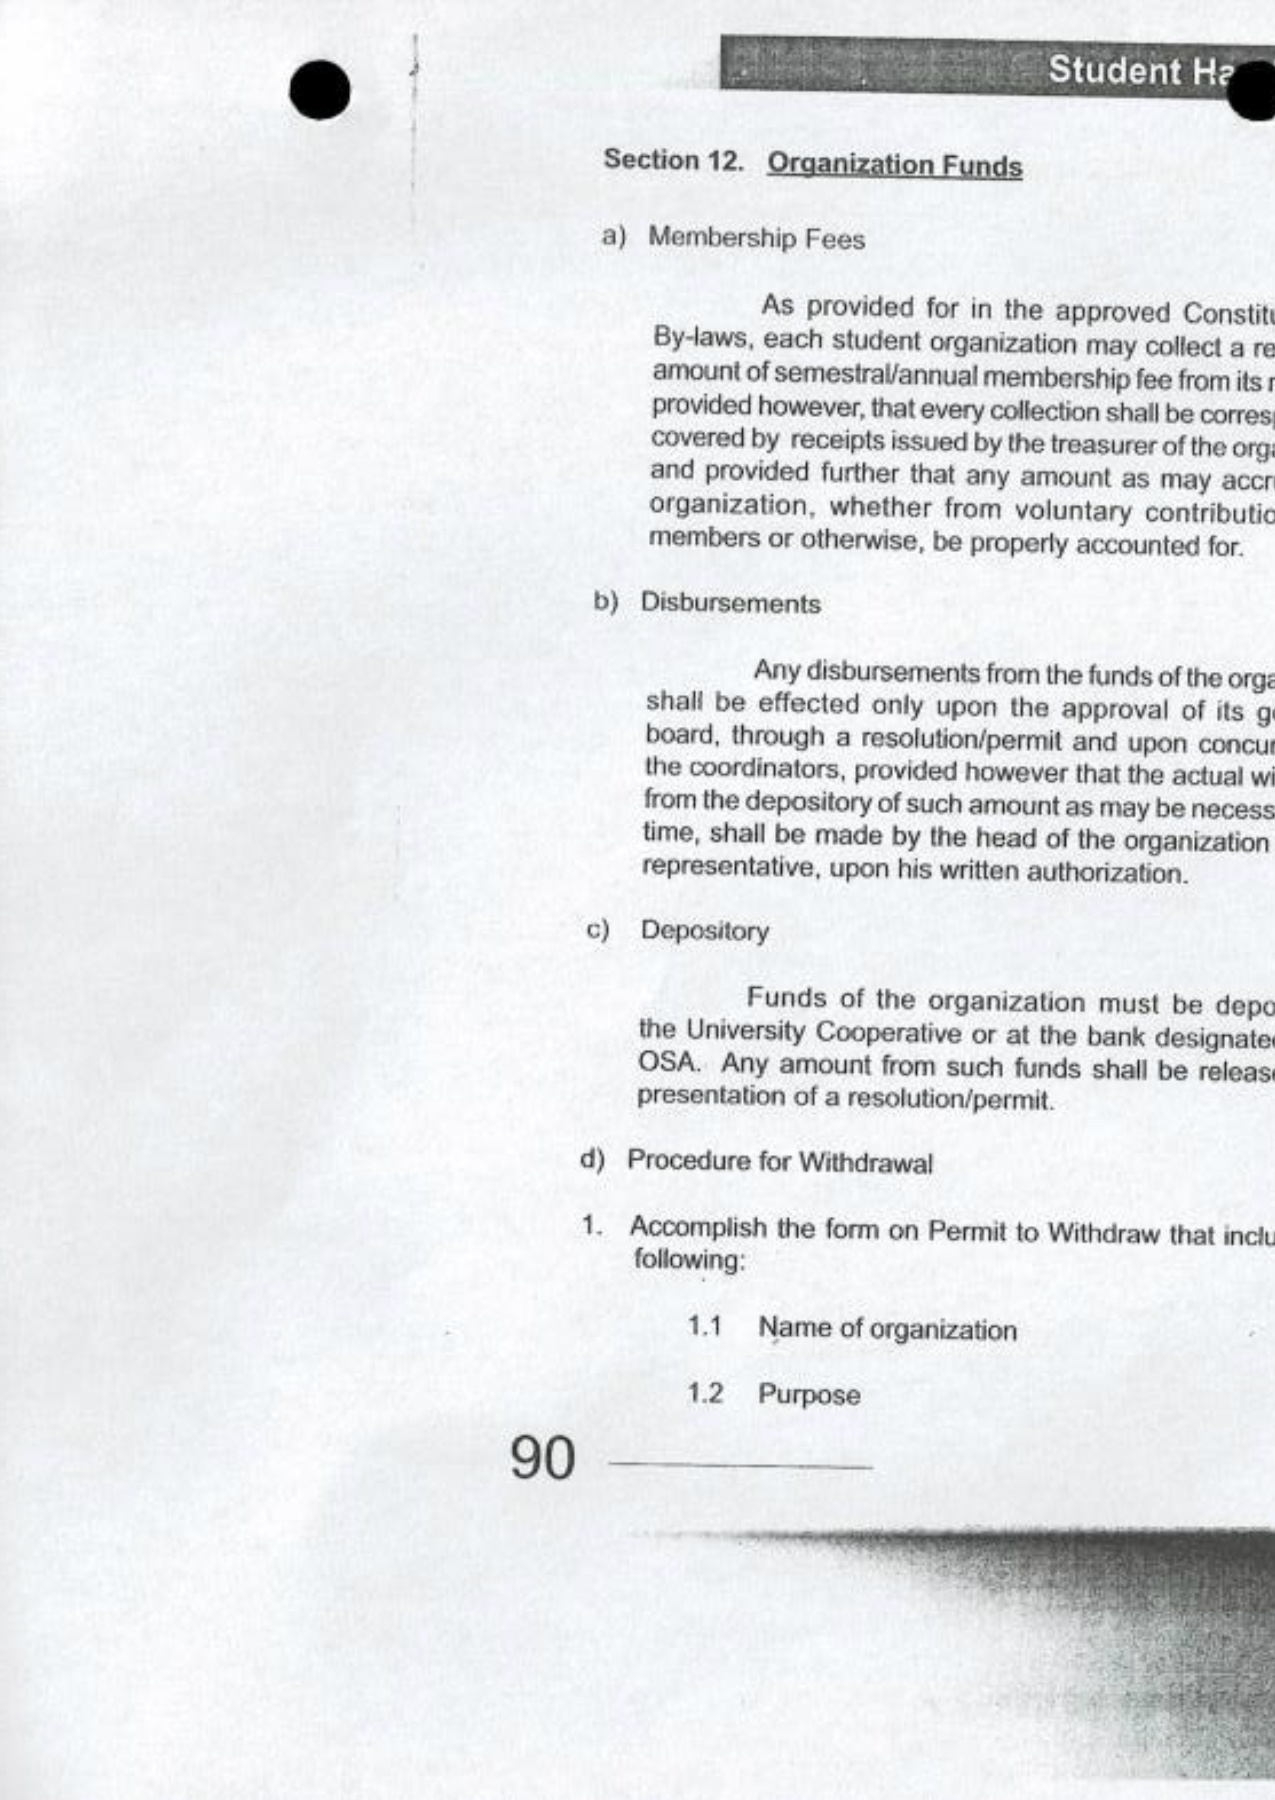 Student Ha
Section 12. Organization Funds
a) Membership Fees
As provided for in the approved Constitu
By-laws, each student organization may collect a re
amount of semestral/annual membership fee from its
provided however, that every collection shall be corresp
covered by receipts issued by the treasurer of the orga
and provided further that any amount as may accru
organization, whether from voluntary contributio
members or otherwise, be properly accounted for.
b) Disbursements
Any disbursements from the funds of the orga
shall be effected only upon the approval of its go
board, through a resolution/permit and upon concur
the coordinators, provided however that the actual wi
from the depository of such amount as may be necess
time, shall be made by the head of the organization
representative, upon his written authorization.
c) Depository
Funds of the organization must be depo
the University Cooperative or at the bank designated
OSA. Any amount from such funds shall be release
presentation of a resolution/permit.
d) Procedure for Withdrawal
1. Accomplish the form on Permit to Withdraw that inclu
following:
1.1 Name of organization
1.2 Purpose
90